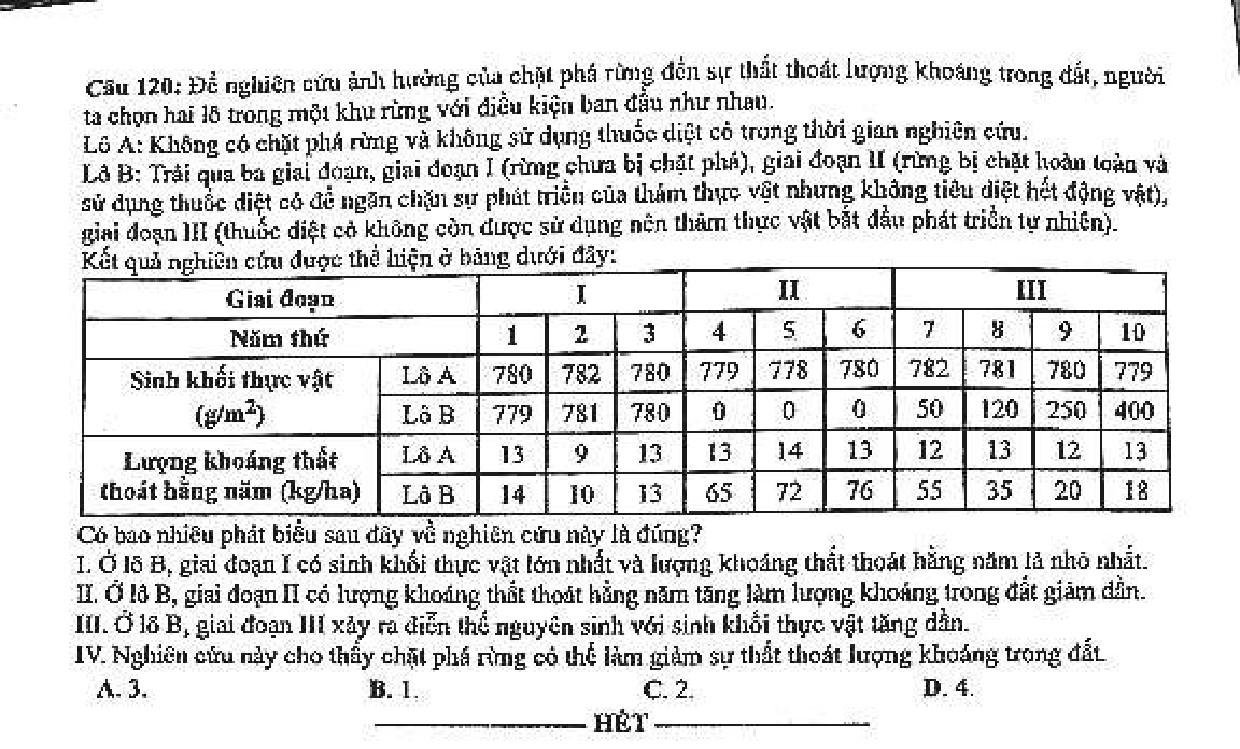 Câu 120: Để nghiên cứu ảnh hưởng của chặt phá rừng đến sự thất thoát lượng khoáng trong đất, người
ta chọn hai lô trong một khu rừng với điều kiện ban đầu như nhau.
Lô A: Không có chặt phá rừng và không sử dụng thuốc diệt cỏ trong thời gian nghiên cứu.
Lô B: Trải qua ba giai đoạn, giai đoạn I (rừng chưa bị chặt phá), giai đoạn II (rừng bị chặt hoàn toàn và
sử dụng thuốc diệt cỏ để ngăn chặn sự phát triển của thảm thực vật nhưng không tiêu diệt hết động vật),
giai đoạn III (thuốc diệt cỏ không còn được sử dụng nên thảm thực vật bắt đầu phát triển tự nhiên).
Kết quả nghiên cứu được thể hiện ở bảng dưới đây:
Giai đoạn I II III
Năm thứ 1 2 3 4 5 6 7 8 9 10
Sinh khối thực vật (g/m²) Lô A 780 782 780 779 778 780 782 781 780 779
Lô B 779 781 780 0 0 0 50 120 250 400
Lượng khoáng thất thoát hằng năm (kg/ha) Lô A 13 9 13 13 14 13 12 13 12 13
Lô B 14 10 13 65 72 76 55 35 20 18
Có bao nhiêu phát biểu sau đây về nghiên cứu này là đúng?
I. Ở lô B, giai đoạn I có sinh khối thực vật lớn nhất và lượng khoáng thất thoát hằng năm là nhỏ nhất.
II. Ở lô B, giai đoạn II có lượng khoáng thất thoát hằng năm tăng làm lượng khoáng trong đất giảm dần.
III. Ở lô B, giai đoạn III xảy ra diễn thế nguyên sinh với sinh khối thực vật tăng dần.
IV. Nghiên cứu này cho thấy chặt phá rừng có thể làm giảm sự thất thoát lượng khoáng trong đất.
A. 3. B. 1. C. 2. D. 4.
HẾT